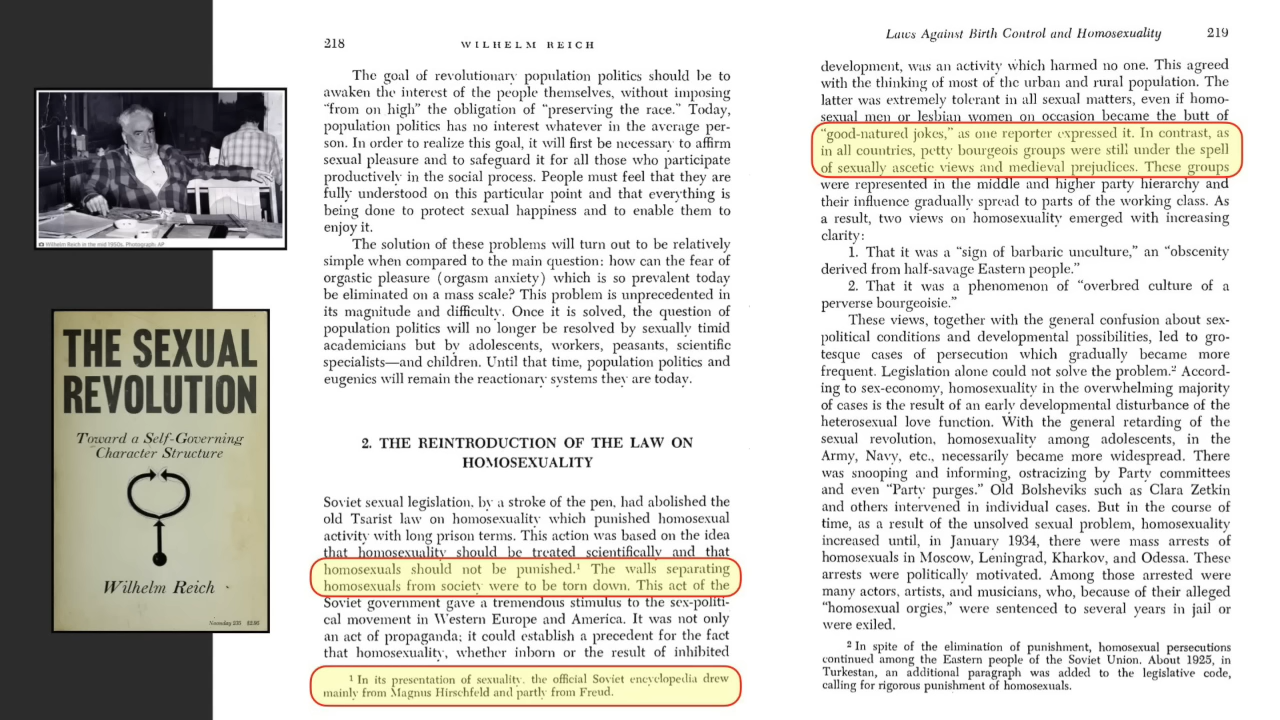 Wilhelm Reich in the mid 1950s. Photograph: AP
THE SEXUAL
REVOLUTION
Toward a Self-Governing
Character Structure
Wilhelm Reich
Noonday 235 $2.95
218 WILHELM REICH
The goal of revolutionary population politics should be to
awaken the interest of the people themselves, without imposing
“from on high” the obligation of “preserving the race.” Today,
population politics has no interest whatever in the average per-
son. In order to realize this goal, it will first be necessary to affirm
sexual pleasure and to safeguard it for all those who participate
productively in the social process. People must feel that they are
fully understood on this particular point and that everything is
being done to protect sexual happiness and to enable them to
enjoy it.
The solution of these problems will turn out to be relatively
simple when compared to the main question: how can the fear of
orgastic pleasure (orgasm anxiety) which is so prevalent today
be eliminated on a mass scale? This problem is unprecedented in
its magnitude and difficulty. Once it is solved, the question of
population politics will no longer be resolved by sexually timid
academicians but by adolescents, workers, peasants, scientific
specialists—and children. Until that time, population politics and
eugenics will remain the reactionary systems they are today.
2. THE REINTRODUCTION OF THE LAW ON
HOMOSEXUALITY
Soviet sexual legislation, by a stroke of the pen, had abolished the
old Tsarist law on homosexuality which punished homosexual
activity with long prison terms. This action was based on the idea
that homosexuality should be treated scientifically and that
homosexuals should not be punished.¹ The walls separating
homosexuals from society were to be torn down. This act of the
Soviet government gave a tremendous stimulus to the sex-politi-
cal movement in Western Europe and America. It was not only
an act of propaganda; it could establish a precedent for the fact
that homosexuality, whether inborn or the result of inhibited
¹ In its presentation of sexuality, the official Soviet encyclopedia drew
mainly from Magnus Hirschfeld and partly from Freud.
Laws Against Birth Control and Homosexuality 219
development, was an activity which harmed no one. This agreed
with the thinking of most of the urban and rural population. The
latter was extremely tolerant in all sexual matters, even if homo-
sexual men or lesbian women on occasion became the butt of
“good-natured jokes,” as one reporter expressed it. In contrast, as
in all countries, petty bourgeois groups were still under the spell
of sexually ascetic views and medieval prejudices. These groups
were represented in the middle and higher party hierarchy and
their influence gradually spread to parts of the working class. As
a result, two views on homosexuality emerged with increasing
clarity:
1. That it was a “sign of barbaric unculture,” an “obscenity
derived from half-savage Eastern people.”
2. That it was a phenomenon of “overbred culture of a
perverse bourgeoisie.”
These views, together with the general confusion about sex-
political conditions and developmental possibilities, led to gro-
tesque cases of persecution which gradually became more
frequent. Legislation alone could not solve the problem.² Accord-
ing to sex-economy, homosexuality in the overwhelming majority
of cases is the result of an early developmental disturbance of the
heterosexual love function. With the general retarding of the
sexual revolution, homosexuality among adolescents, in the
Army, Navy, etc., necessarily became more widespread. There
was snooping and informing, ostracizing by Party committees
and even “Party purges.” Old Bolsheviks such as Clara Zetkin
and others intervened in individual cases. But in the course of
time, as a result of the unsolved sexual problem, homosexuality
increased until, in January 1934, there were mass arrests of
homosexuals in Moscow, Leningrad, Kharkov, and Odessa. These
arrests were politically motivated. Among those arrested were
many actors, artists, and musicians, who, because of their alleged
“homosexual orgies,” were sentenced to several years in jail or
were exiled.
² In spite of the elimination of punishment, homosexual persecutions
continued among the Eastern people of the Soviet Union. About 1925, in
Turkestan, an additional paragraph was added to the legislative code,
calling for rigorous punishment of homosexuals.